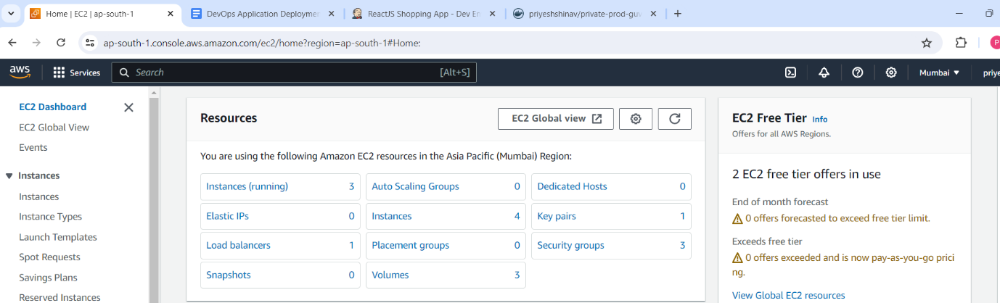 Home | EC2 | ap-south-1
DevOps Application Deploymer
ReactJS Shopping App - Dev En
priyeshshinav/private-prod-guv
ap-south-1.console.aws.amazon.com/ec2/home?region=ap-south-1#Home:
P
aws
Services
Search
[Alt+S]
Mumbai
priye
EC2 Dashboard
EC2 Global View
Events
Instances
Instances
Instance Types
Launch Templates
Spot Requests
Savings Plans
Reserved Instances
Resources
EC2 Global view
You are using the following Amazon EC2 resources in the Asia Pacific (Mumbai) Region:
Instances (running) 3
Auto Scaling Groups 0
Dedicated Hosts 0
Elastic IPs 0
Instances 4
Key pairs 1
Load balancers 1
Placement groups 0
Security groups 3
Snapshots 0
Volumes 3
EC2 Free Tier Info
Offers for all AWS Regions.
2 EC2 free tier offers in use
End of month forecast
0 offers forecasted to exceed free tier limit.
Exceeds free tier
0 offers exceeded and is now pay-as-you-go prici
ng.
View Global EC2 resources